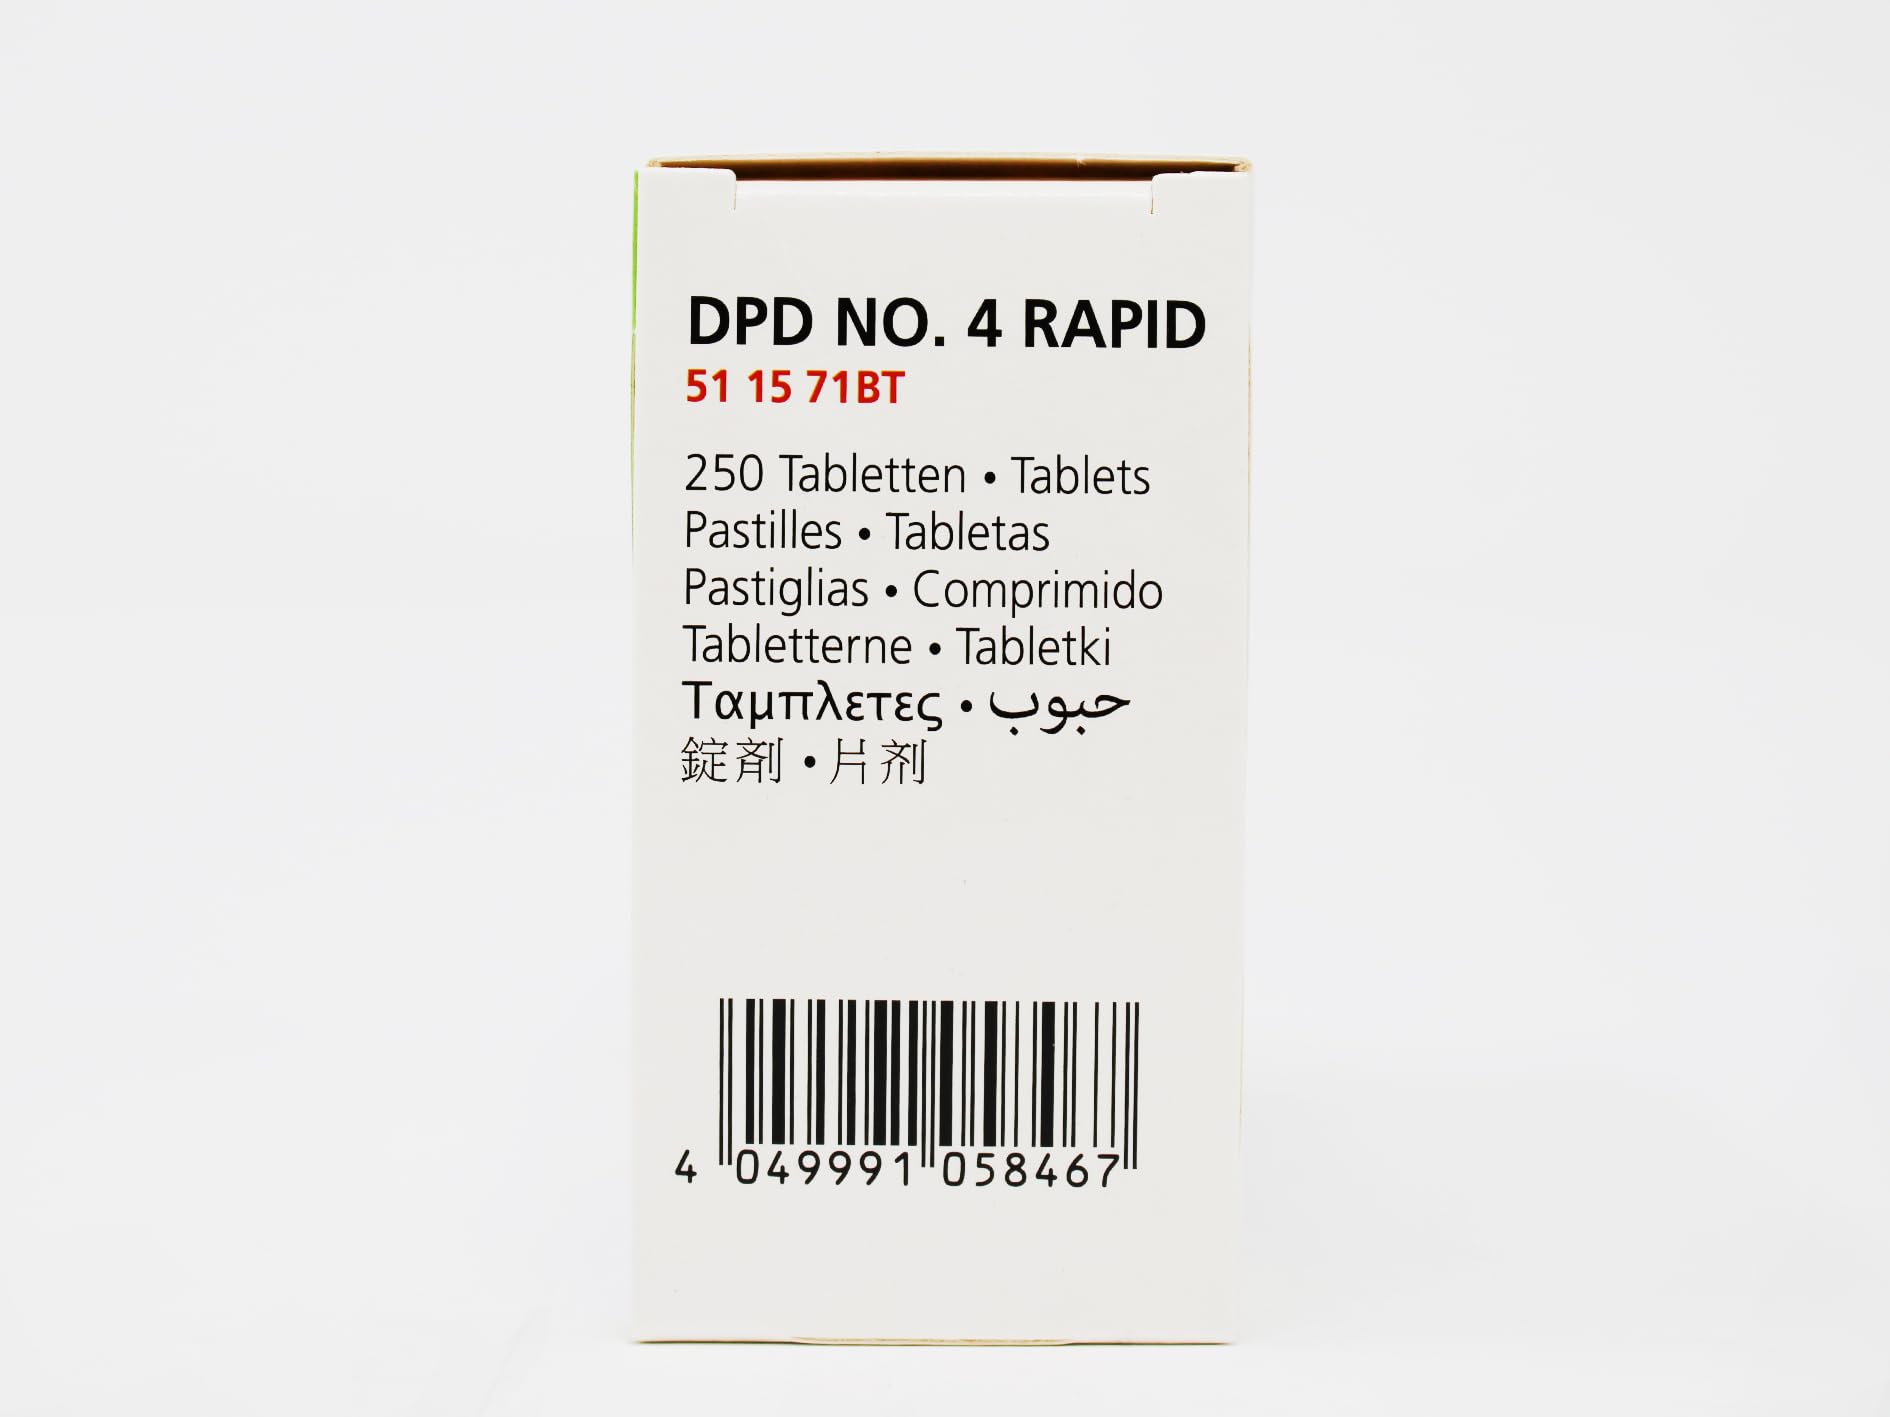 DPD NO. 4 RAPID
51 15 71BT
250 Tabletten • Tablets
Pastilles • Tabletas
Pastiglias • Comprimido
Tabletterne • Tabletki
Ταμπλετες • حبوب
錠剤 • 片剂
4 049991 058467